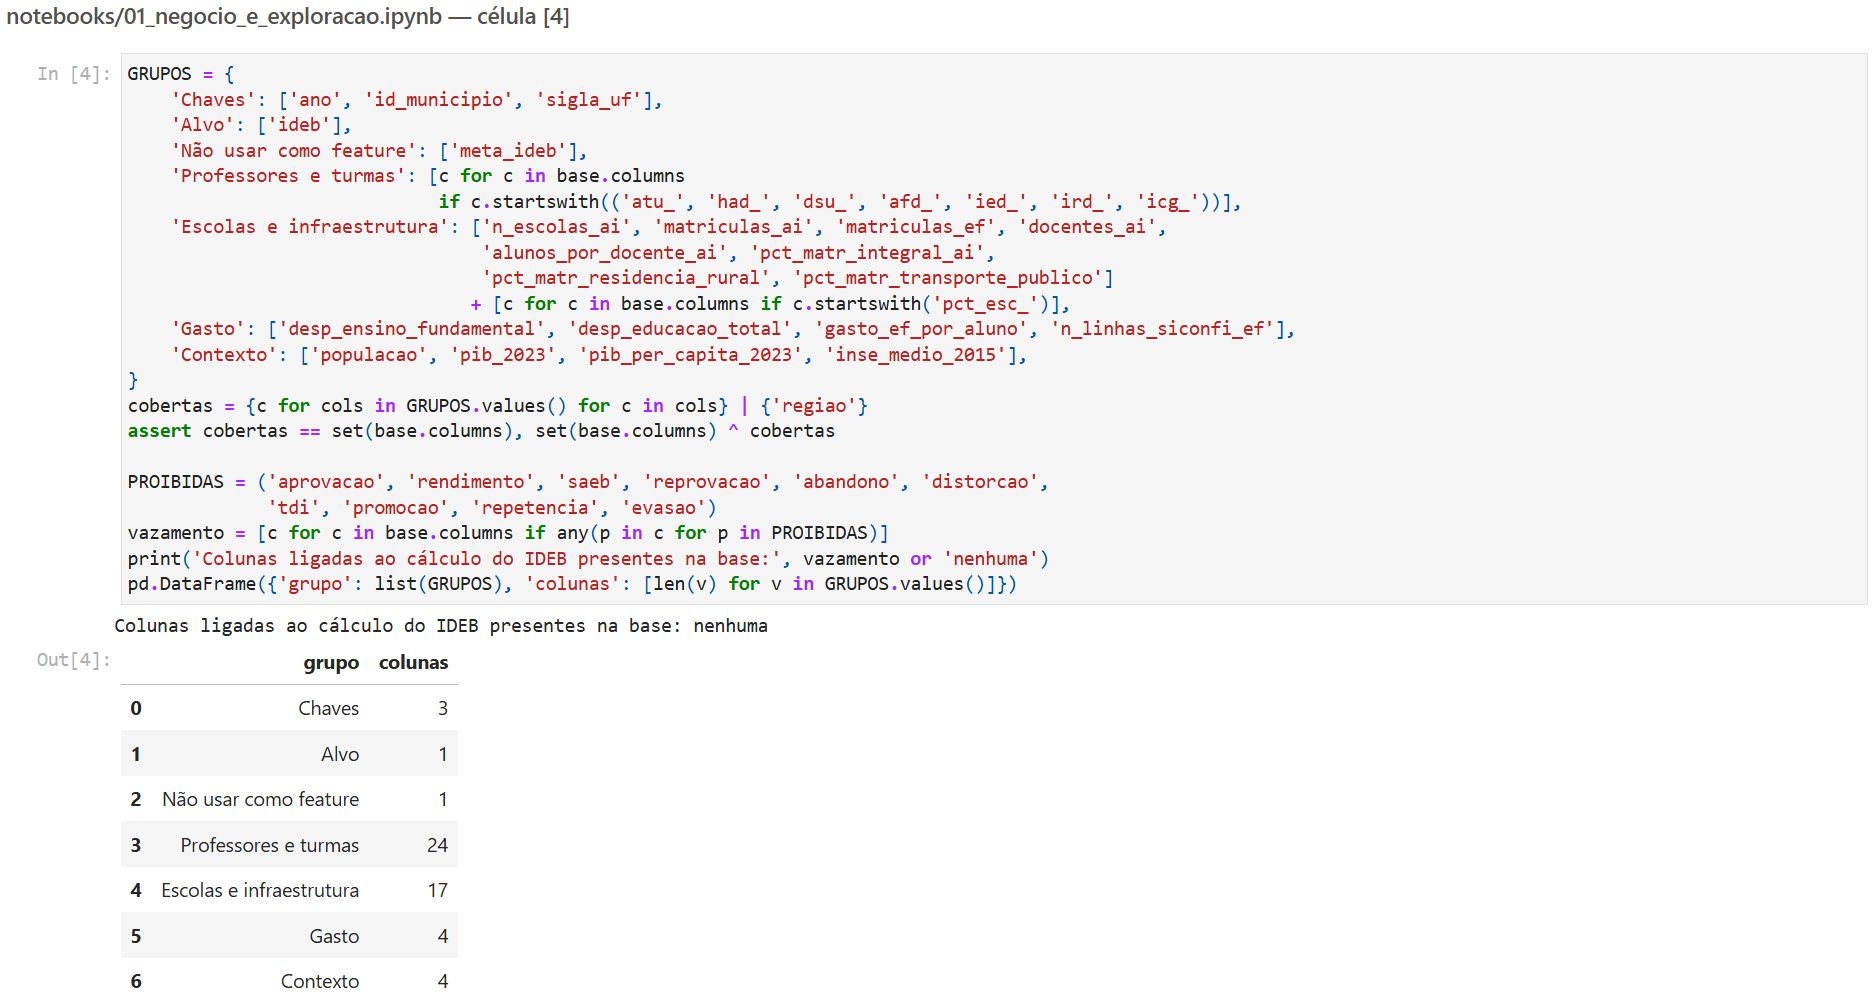 notebooks/01_negocio_e_exploracao.ipynb — célula [4]
In [4]:
GRUPOS = {
    'Chaves': ['ano', 'id_municipio', 'sigla_uf'],
    'Alvo': ['ideb'],
    'Não usar como feature': ['meta_ideb'],
    'Professores e turmas': [c for c in base.columns
                            if c.startswith(('atu_', 'had_', 'dsu_', 'afd_', 'ied_', 'ird_', 'icg_'))],
    'Escolas e infraestrutura': ['n_escolas_ai', 'matriculas_ai', 'matriculas_ef', 'docentes_ai',
                                'alunos_por_docente_ai', 'pct_matr_integral_ai',
                                'pct_matr_residencia_rural', 'pct_matr_transporte_publico']
                               + [c for c in base.columns if c.startswith('pct_esc_')],
    'Gasto': ['desp_ensino_fundamental', 'desp_educacao_total', 'gasto_ef_por_aluno', 'n_linhas_siconfi_ef'],
    'Contexto': ['populacao', 'pib_2023', 'pib_per_capita_2023', 'inse_medio_2015'],
}
cobertas = {c for cols in GRUPOS.values() for c in cols} | {'regiao'}
assert cobertas == set(base.columns), set(base.columns) ^ cobertas

PROIBIDAS = ('aprovacao', 'rendimento', 'saeb', 'reprovacao', 'abandono', 'distorcao',
             'tdi', 'promocao', 'repetencia', 'evasao')
vazamento = [c for c in base.columns if any(p in c for p in PROIBIDAS)]
print('Colunas ligadas ao cálculo do IDEB presentes na base:', vazamento or 'nenhuma')
pd.DataFrame({'grupo': list(GRUPOS), 'colunas': [len(v) for v in GRUPOS.values()]})
Colunas ligadas ao cálculo do IDEB presentes na base: nenhuma
Out[4]:
grupo colunas
0 Chaves 3
1 Alvo 1
2 Não usar como feature 1
3 Professores e turmas 24
4 Escolas e infraestrutura 17
5 Gasto 4
6 Contexto 4